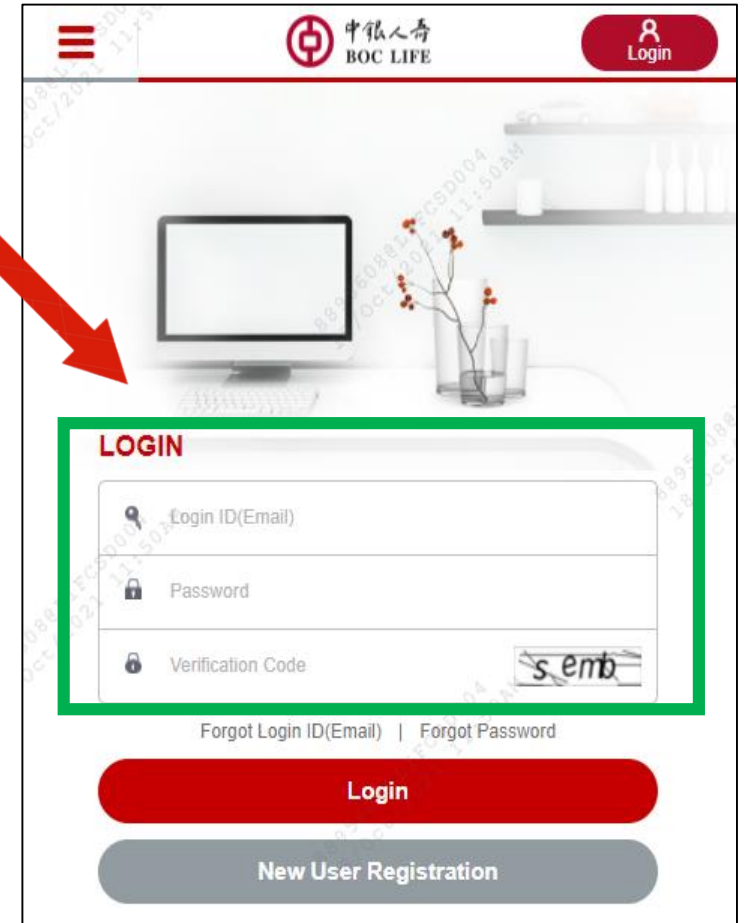 中銀人壽
BOC LIFE
Login
LOGIN
Login ID(Email)
Password
Verification Code
s emb
Forgot Login ID(Email) | Forgot Password
Login
New User Registration